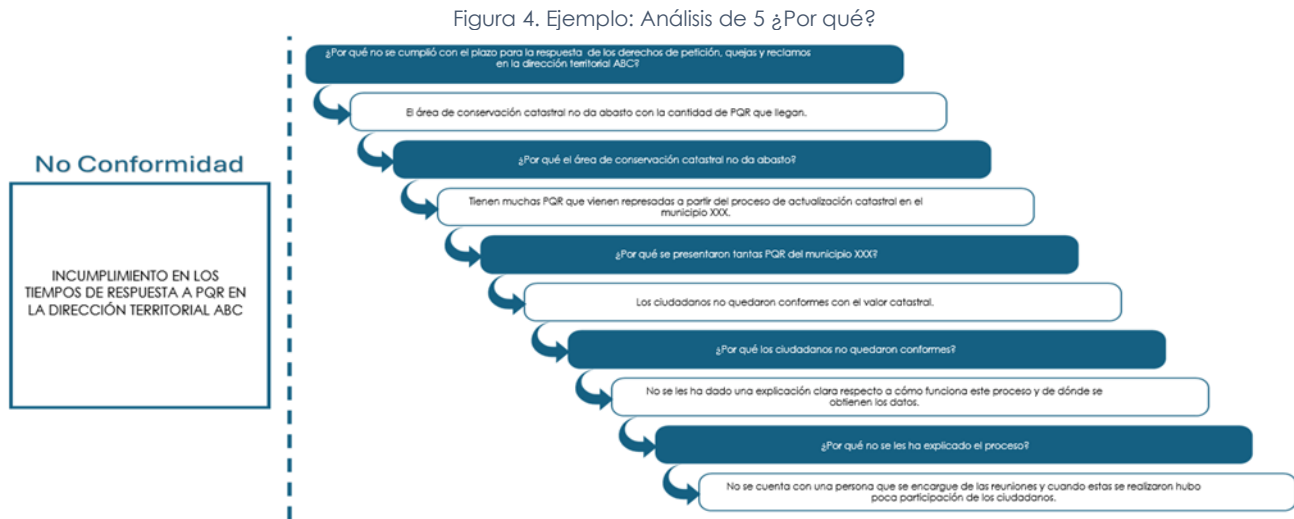 Figura 4. Ejemplo: Análisis de 5 ¿Por qué?
¿Por qué no se cumplió con el plazo para la respuesta de los derechos de petición, quejas y reclamos
en la dirección territorial ABC?
El área de conservación catastral no da abasto con la cantidad de PQR que llegan.
¿Por qué el área de conservación catastral no da abasto?
Tienen muchas PQR que vienen represadas a partir del proceso de actualización catastral en el
municipio XXX.
¿Por qué se presentaron tantas PQR del municipio XXX?
Los ciudadanos no quedaron conformes con el valor catastral.
¿Por qué los ciudadanos no quedaron conformes?
No se les ha dado una explicación clara respecto a cómo funciona este proceso y de dónde se
obtienen los datos.
¿Por qué no se les ha explicado el proceso?
No se cuenta con una persona que se encargue de las reuniones y cuando estas se realizaron hubo
poca participación de los ciudadanos.
No Conformidad
INCUMPLIMIENTO EN LOS
TIEMPOS DE RESPUESTA A PQR EN
LA DIRECCIÓN TERRITORIAL ABC